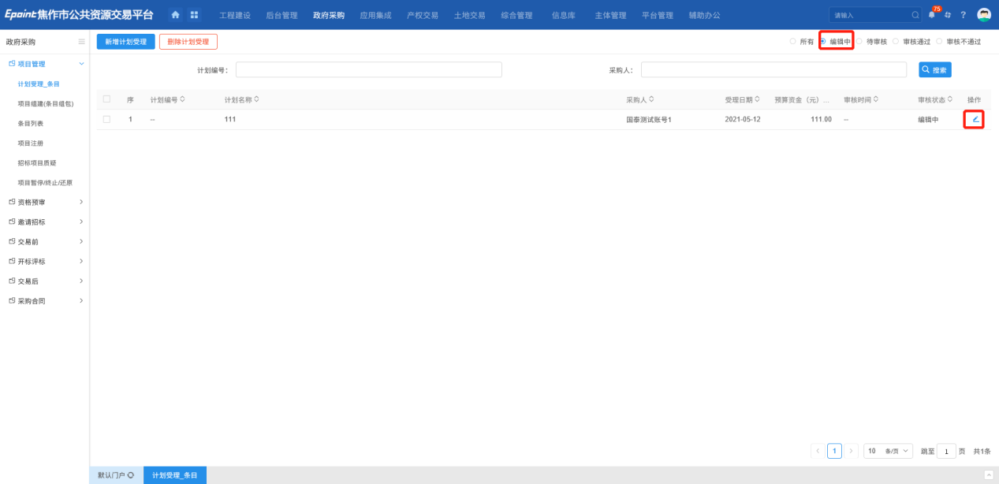 Epoint焦作市公共资源交易平台 工程建设 后台管理 政府采购 应用集成 产权交易 土地交易 综合管理 信息库 主体管理 平台管理 辅助办公 请输入 75 ?
政府采购 新增计划受理 删除计划受理 所有 编辑中 待审核 审核通过 审核不通过
项目管理
计划编号: 采购人: 搜索
计划受理_条目
序 计划编号 计划名称 采购人 受理日期 预算资金(元)... 审核时间 审核状态 操作
项目组建(条目组包)
1 -- 111 国泰测试账号1 2021-05-12 111.00 -- 编辑中
条目列表
项目注册
招标项目质疑
项目暂停/终止/还原
资格预审
邀请招标
交易前
开标评标
交易后
采购合同
1 10 条/页 跳至 1 页 共1条
默认门户 计划受理_条目